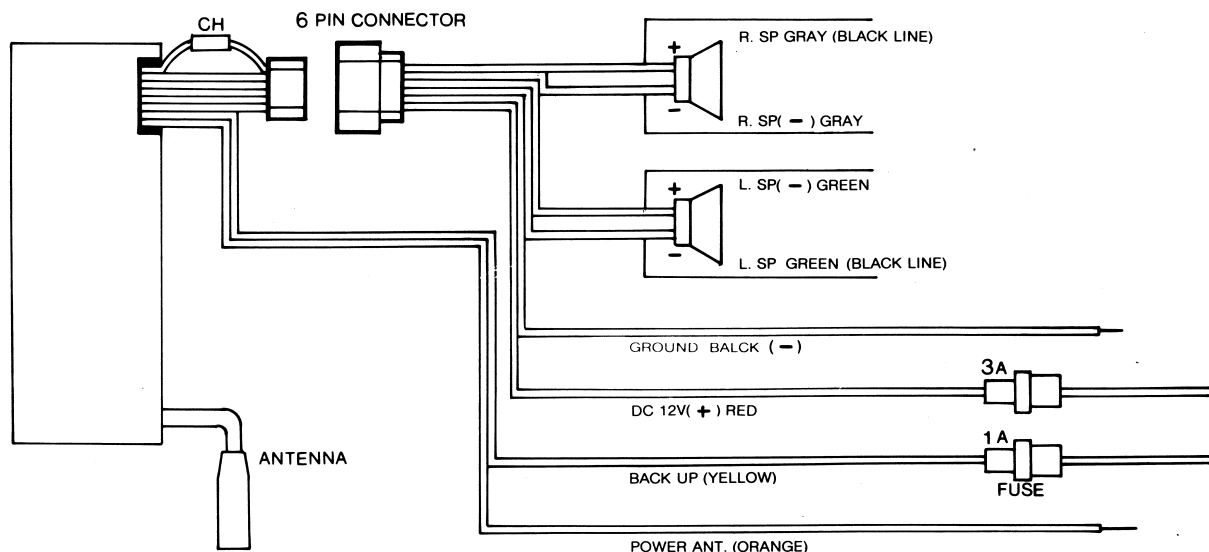 CH
6 PIN CONNECTOR
+
R. SP GRAY (BLACK LINE)
-
R. SP( - ) GRAY
+
L. SP( - ) GREEN
-
L. SP GREEN (BLACK LINE)
GROUND BALCK ( - )
3A
DC 12V( + ) RED
1A
ANTENNA
BACK UP (YELLOW)
FUSE
POWER ANT. (ORANGE)